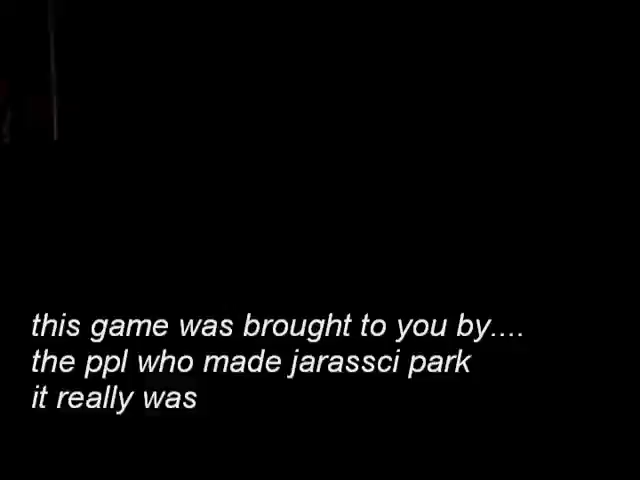 this game was brought to you by....
the ppl who made jarassci park
it really was